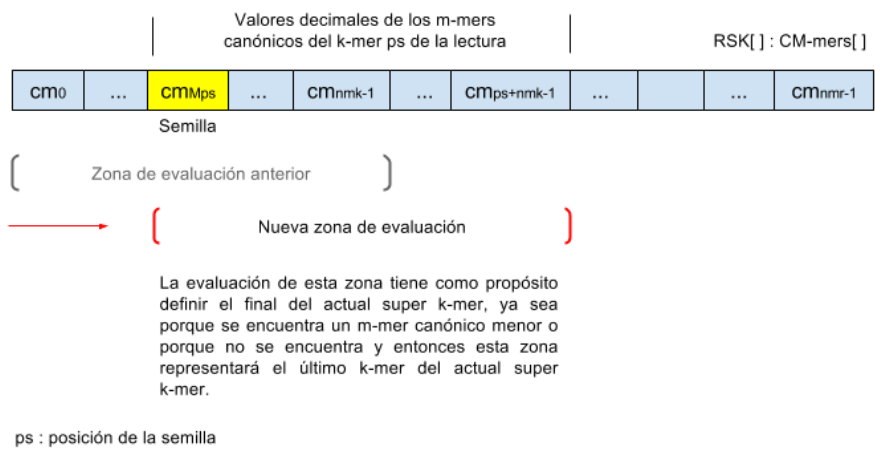 Valores decimales de los m-mers
canónicos del k-mer ps de la lectura
RSK[ ] : CM-mers[ ]
cm0 ... cmMps ... cmnmk-1 ... cmps+nmk-1 ... ... cmnmr-1
Semilla
Zona de evaluación anterior
Nueva zona de evaluación
La evaluación de esta zona tiene como propósito
definir el final del actual super k-mer, ya sea
porque se encuentra un m-mer canónico menor o
porque no se encuentra y entonces esta zona
representará el último k-mer del actual super
k-mer.
ps : posición de la semilla